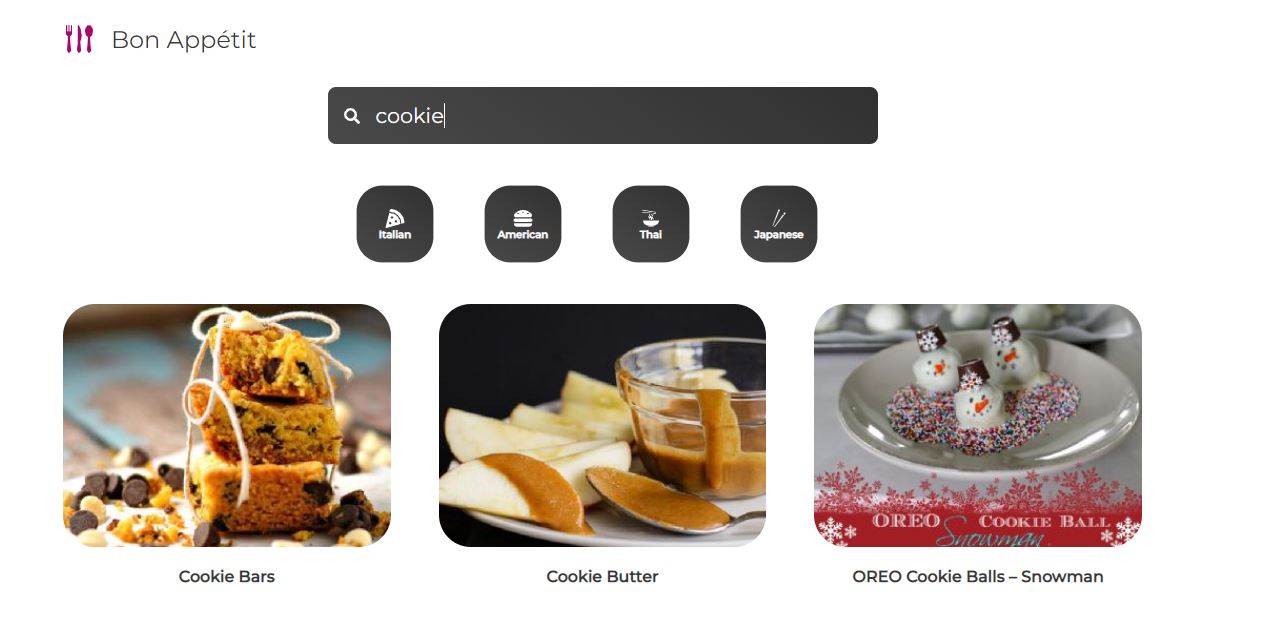 Bon Appétit
cookie
Italian
American
Thai
Japanese
OREO Cookie Ball
Snowman
Cookie Bars
Cookie Butter
OREO Cookie Balls – Snowman